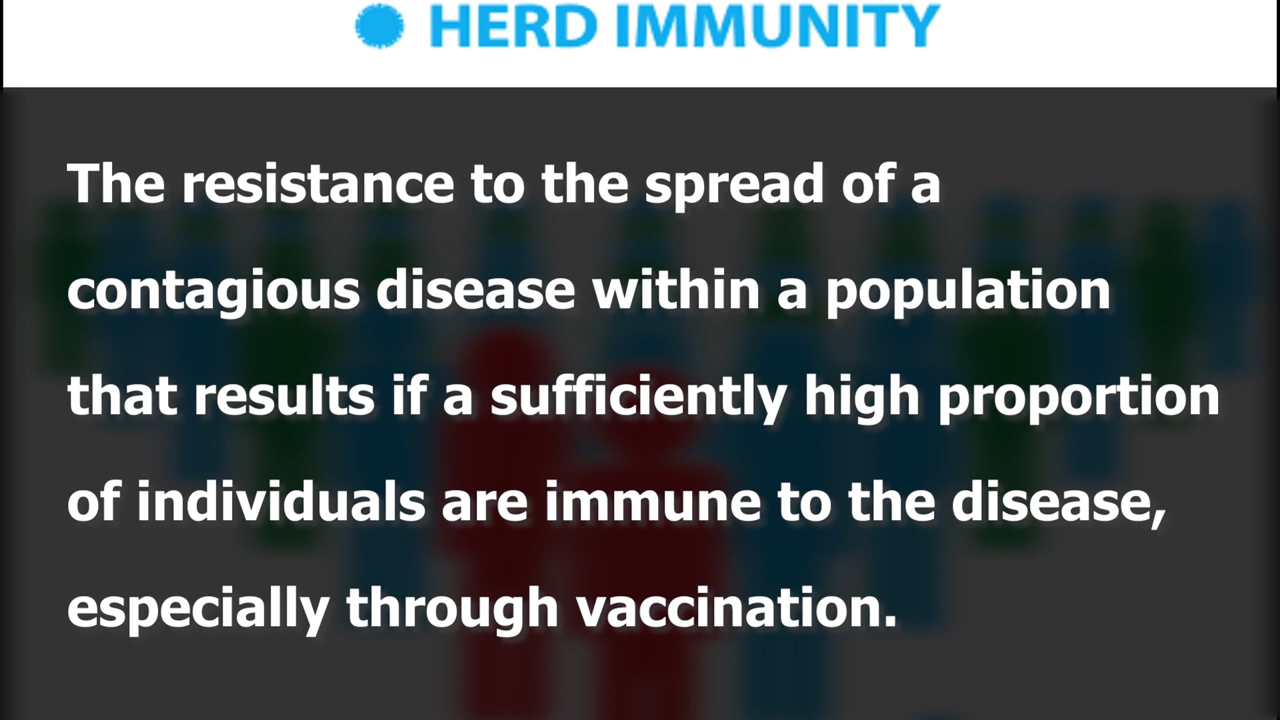 HERD IMMUNITY
The resistance to the spread of a
contagious disease within a population
that results if a sufficiently high proportion
of individuals are immune to the disease,
especially through vaccination.